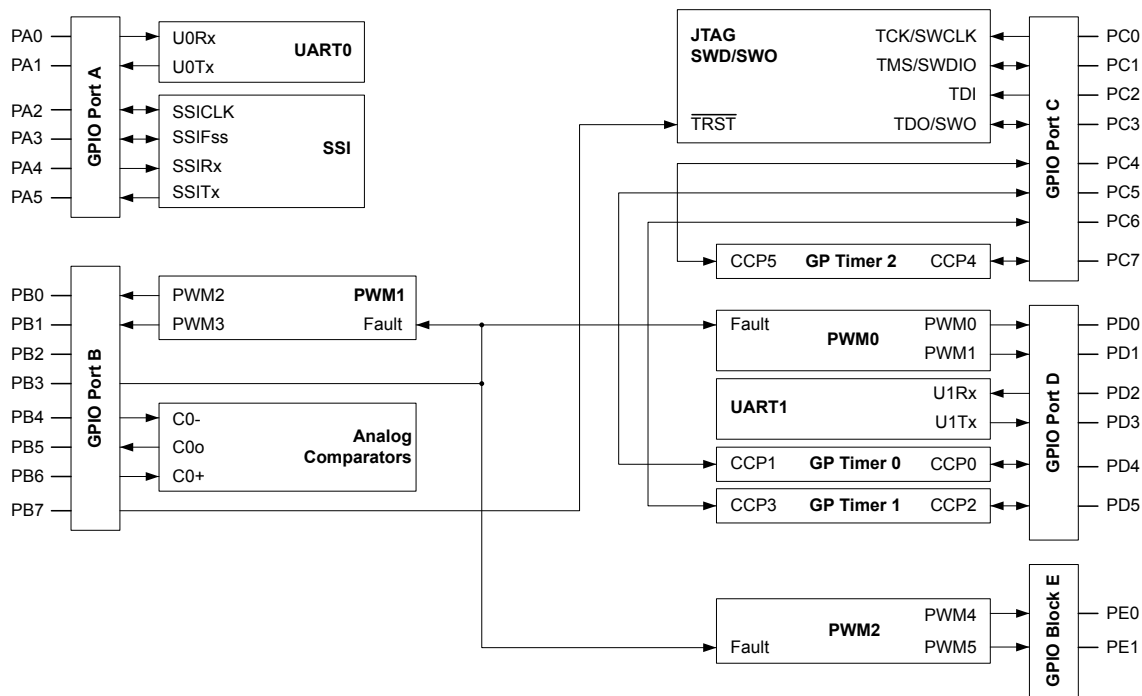 PA0
PA1
PA2
PA3
PA4
PA5
GPIO Port A
U0Rx
U0Tx
UART0
SSICLK
SSIFss
SSIRx
SSITx
SSI
JTAG
SWD/SWO
TRST
TCK/SWCLK
TMS/SWDIO
TDI
TDO/SWO
GPIO Port C
PC0
PC1
PC2
PC3
PC4
PC5
PC6
PC7
CCP5 GP Timer 2 CCP4
PB0
PB1
PB2
PB3
PB4
PB5
PB6
PB7
GPIO Port B
PWM2
PWM3
PWM1
Fault
C0-
C0o
C0+
Analog
Comparators
Fault
PWM0
PWM0
PWM1
UART1
U1Rx
U1Tx
CCP1 GP Timer 0 CCP0
CCP3 GP Timer 1 CCP2
GPIO Port D
PD0
PD1
PD2
PD3
PD4
PD5
Fault
PWM2
PWM4
PWM5
GPIO Block E
PE0
PE1